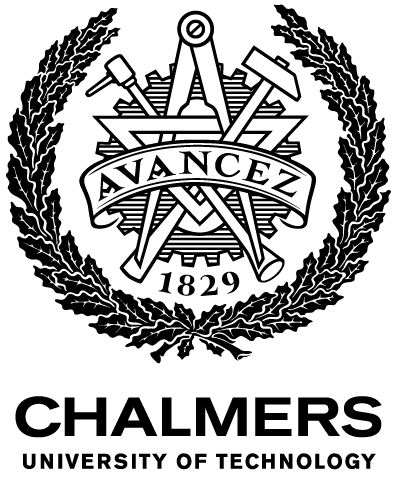 AVANCEZ
1829
CHALMERS
UNIVERSITY OF TECHNOLOGY